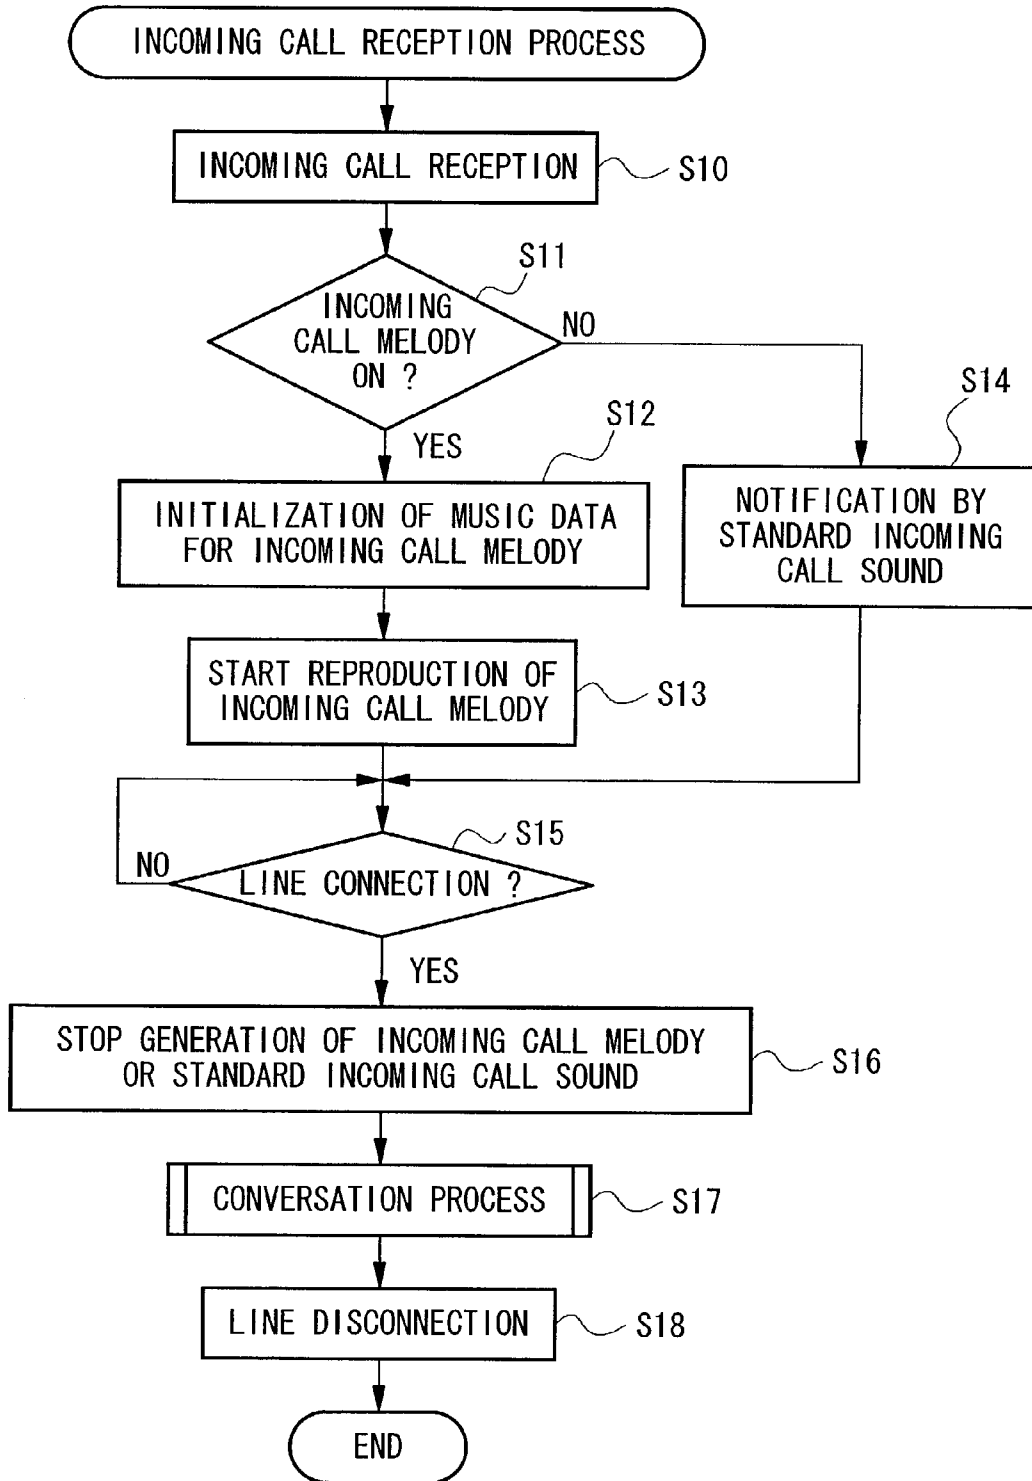 INCOMING CALL RECEPTION PROCESS
INCOMING CALL RECEPTION
S10
S11
INCOMING
CALL MELODY
ON ?
NO
YES
S12
INITIALIZATION OF MUSIC DATA
FOR INCOMING CALL MELODY
S14
NOTIFICATION BY
STANDARD INCOMING
CALL SOUND
START REPRODUCTION OF
INCOMING CALL MELODY
S13
S15
LINE CONNECTION ?
NO
YES
STOP GENERATION OF INCOMING CALL MELODY
OR STANDARD INCOMING CALL SOUND
S16
CONVERSATION PROCESS
S17
LINE DISCONNECTION
S18
END